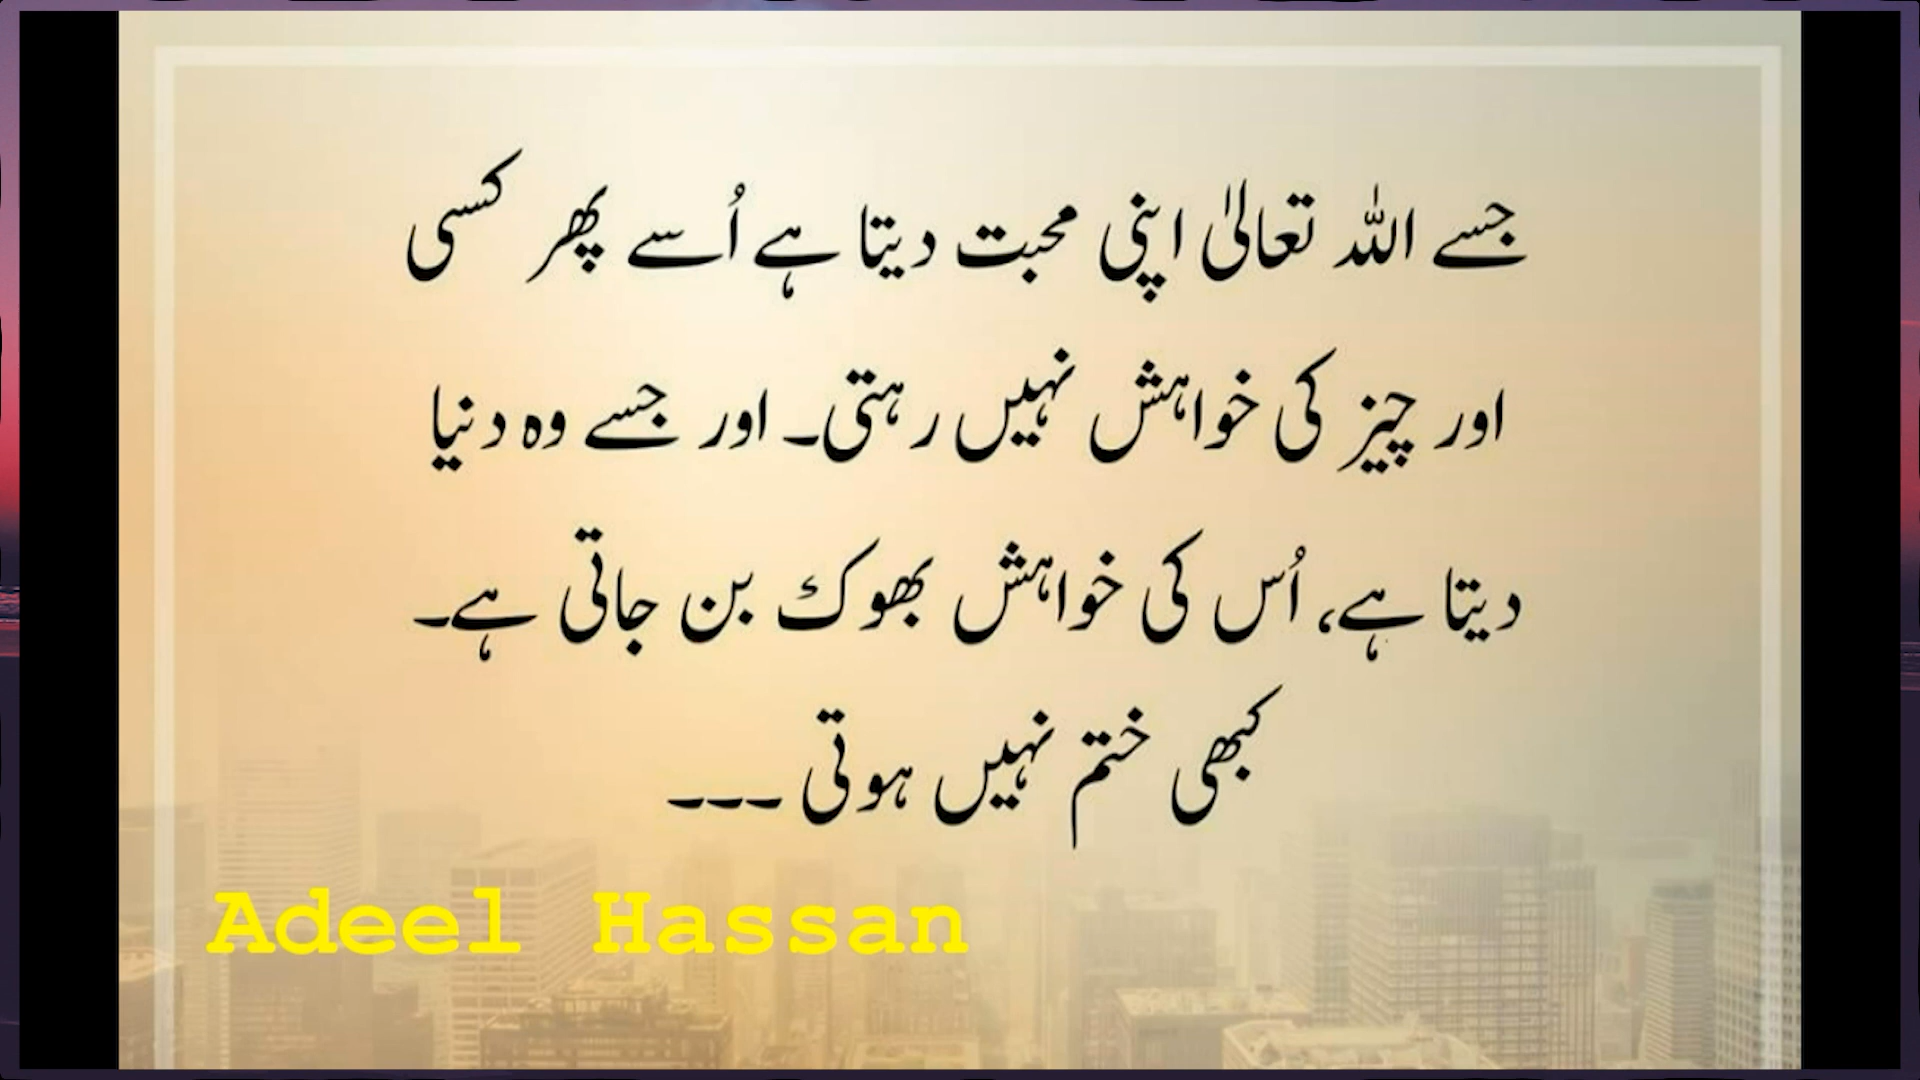 جسے اللہ تعالیٰ اپنی محبت دیتا ہے اُسے پھر کسی
اور چیز کی خواہش نہیں رہتی۔ اور جسے وہ دنیا
دیتا ہے، اُس کی خواہش بھوک بن جاتی ہے۔
کبھی ختم نہیں ہوتی ۔۔۔
Adeel Hassan